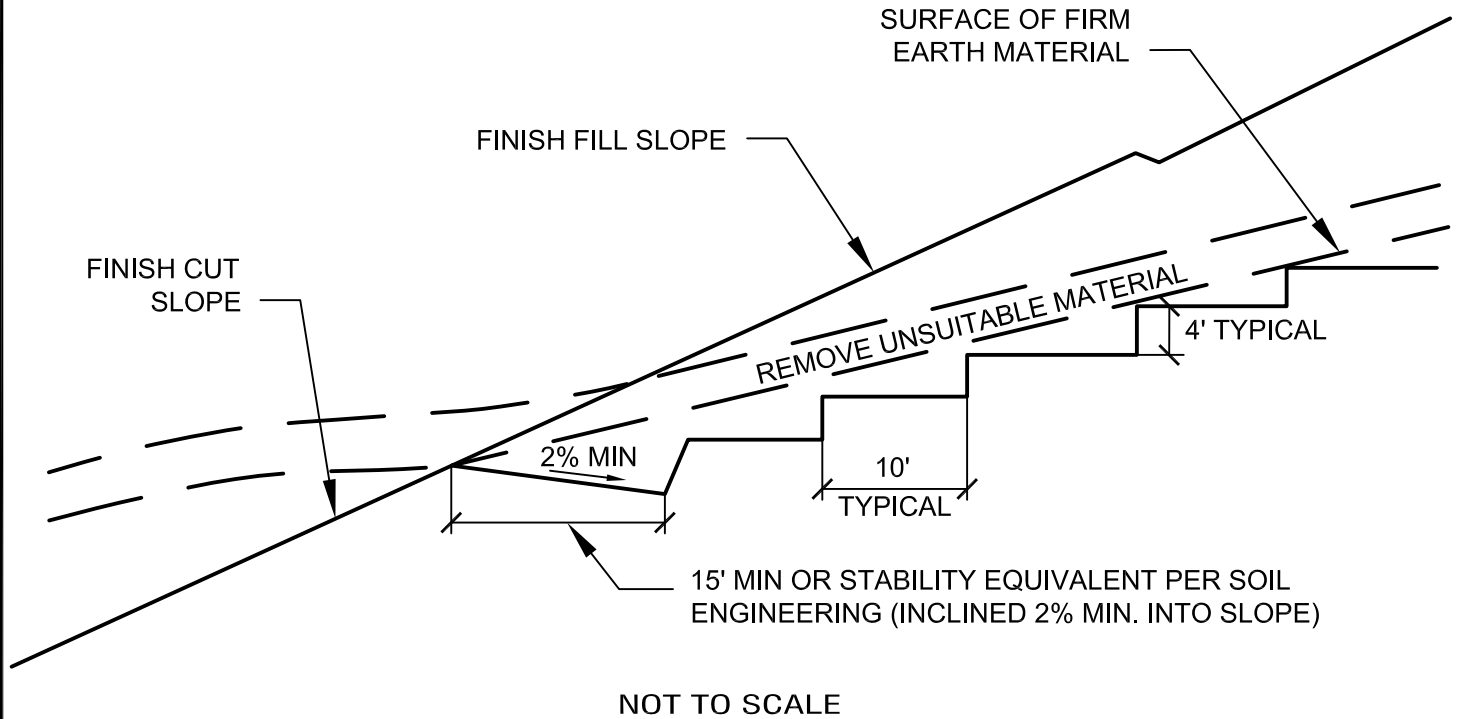 SURFACE OF FIRM
EARTH MATERIAL
FINISH FILL SLOPE
FINISH CUT
SLOPE
REMOVE UNSUITABLE MATERIAL
4' TYPICAL
2% MIN
10'
TYPICAL
15' MIN OR STABILITY EQUIVALENT PER SOIL
ENGINEERING (INCLINED 2% MIN. INTO SLOPE)
NOT TO SCALE